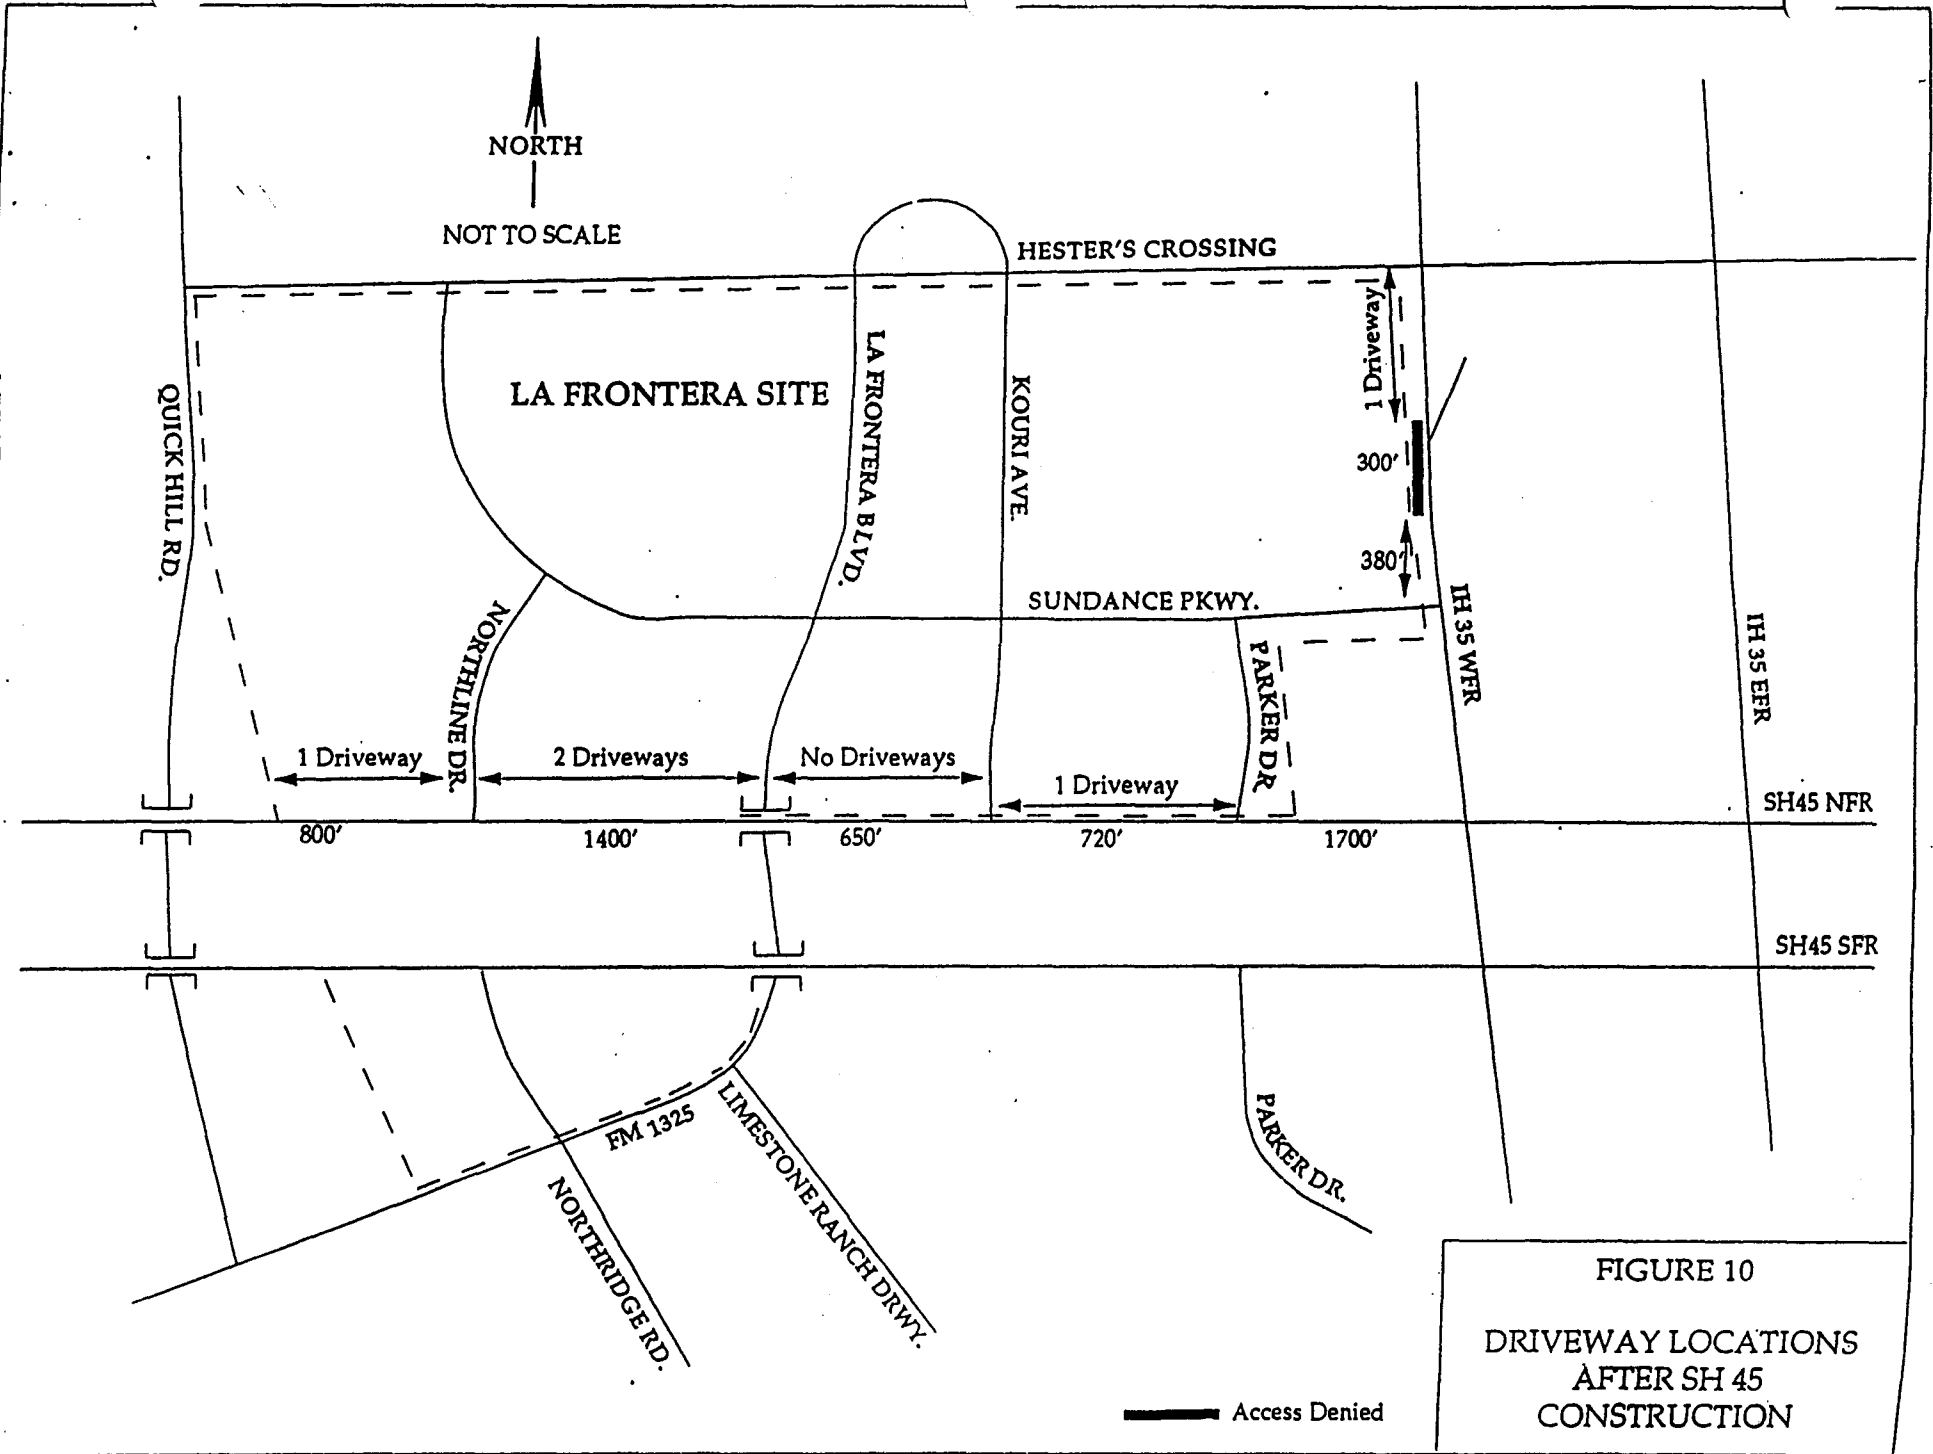 NORTH
NOT TO SCALE
HESTER'S CROSSING
1 Driveway
LA FRONTERA SITE
LA FRONTERA BLVD.
KOURI AVE.
QUICK HILL RD.
300'
380'
SUNDANCE PKWY.
NORTHLINE DR.
PARKER DR
IH 35 WFR
IH 35 EFR
1 Driveway
2 Driveways
No Driveways
1 Driveway
SH45 NFR
800'
1400'
650'
720'
1700'
SH45 SFR
FM 1325
LIMESTONE RANCH DRWY.
NORTHRIDGE RD.
PARKER DR.
Access Denied
FIGURE 10
DRIVEWAY LOCATIONS
AFTER SH 45
CONSTRUCTION